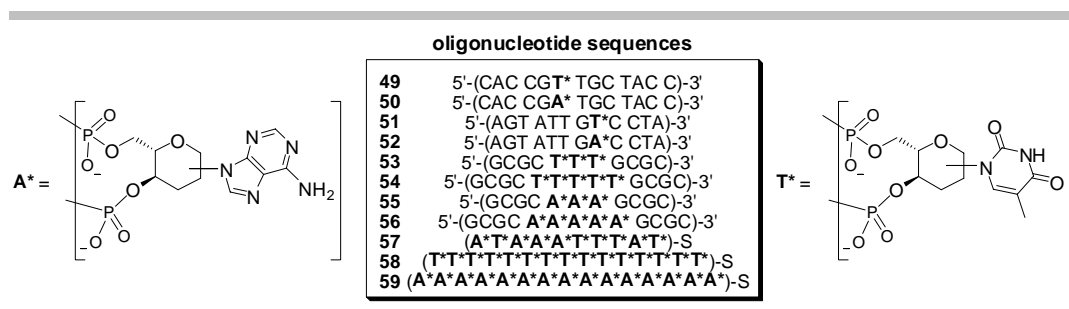 oligonucleotide sequences
49 5'-(CAC CGT* TGC TAC C)-3'
50 5'-(CAC CGA* TGC TAC C)-3'
51 5'-(AGT ATT GT*C CTA)-3'
52 5'-(AGT ATT GA*C CTA)-3'
53 5'-(GCGC T*T*T* GCGC)-3'
54 5'-(GCGC T*T*T*T*T* GCGC)-3'
55 5'-(GCGC A*A*A* GCGC)-3'
56 5'-(GCGC A*A*A*A*A* GCGC)-3'
57 (A*T*A*A*A*T*T*T*A*T*)-S
58 (T*T*T*T*T*T*T*T*T*T*T*T*T*T*T*)-S
59 (A*A*A*A*A*A*A*A*A*A*A*A*A*A*A*)-S
A* =
O
P
O
O
O
P
O
O
O
N
N
N
N
N
NH2
T* =
O
P
O
O
O
P
O
O
O
N
O
NH
O